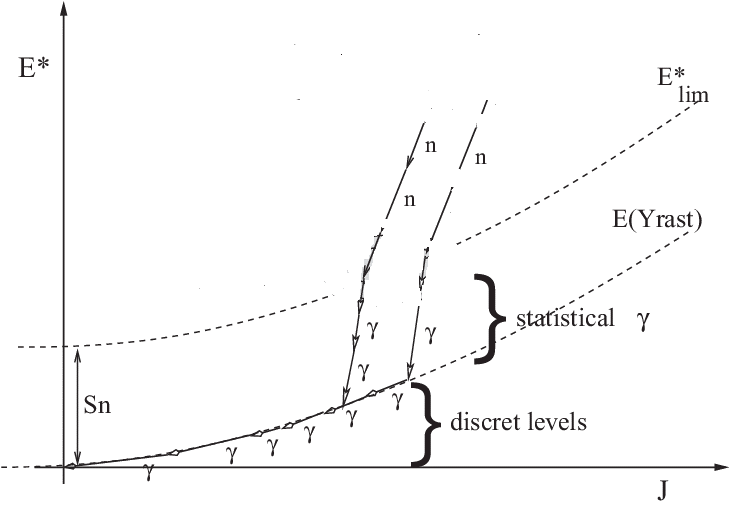 E*
E*
lim
n
n
n
E(Yrast)
statistical γ
γ
γ
γ
Sn
γ
γ
discret levels
γ
γ
γ
γ
J